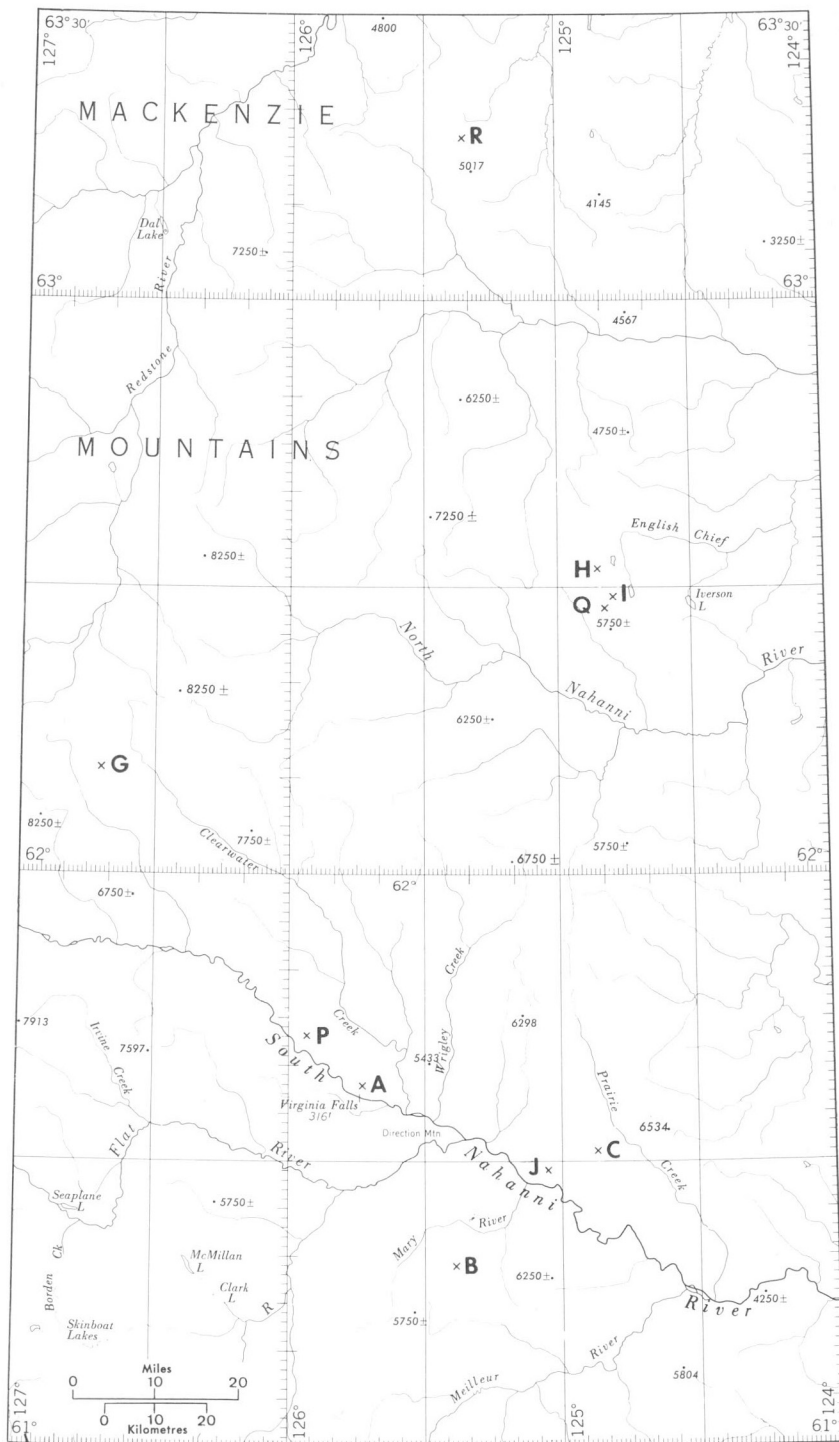 127°
63°30'
126°
4800
125°
63°30'
124°
MACKENZIE
R
5017
4145
Dal
Lake
7250±
3250±
River
63°
63°
4567
Redstone
6250±
4750±
MOUNTAINS
7250±
English Chief
8250±
H
I
Iverson
L
Q
5750±
North
River
Nahanni
8250±
6250±
G
8250±
7750±
Clearwater
6750±
5750±
62°
62°
62°
6750±
Creek
7913
Irvine
Creek
7597
P
Creek
Wrigley
6298
5433
South
A
Virginia Falls
316'
Direction Mtn
Prairie
6534
Flat
River
Nahanni
J
C
Creek
Seaplane
L
5750±
Mary
River
McMillan
L
B
6250±
Borden Ck
Clark
L
R
River
4250±
Skinboat
Lakes
5750±
River
Miles
0 10 20
0 10 20
Kilometres
Meilleur
5804
127°
61°
126°
125°
124°
61°